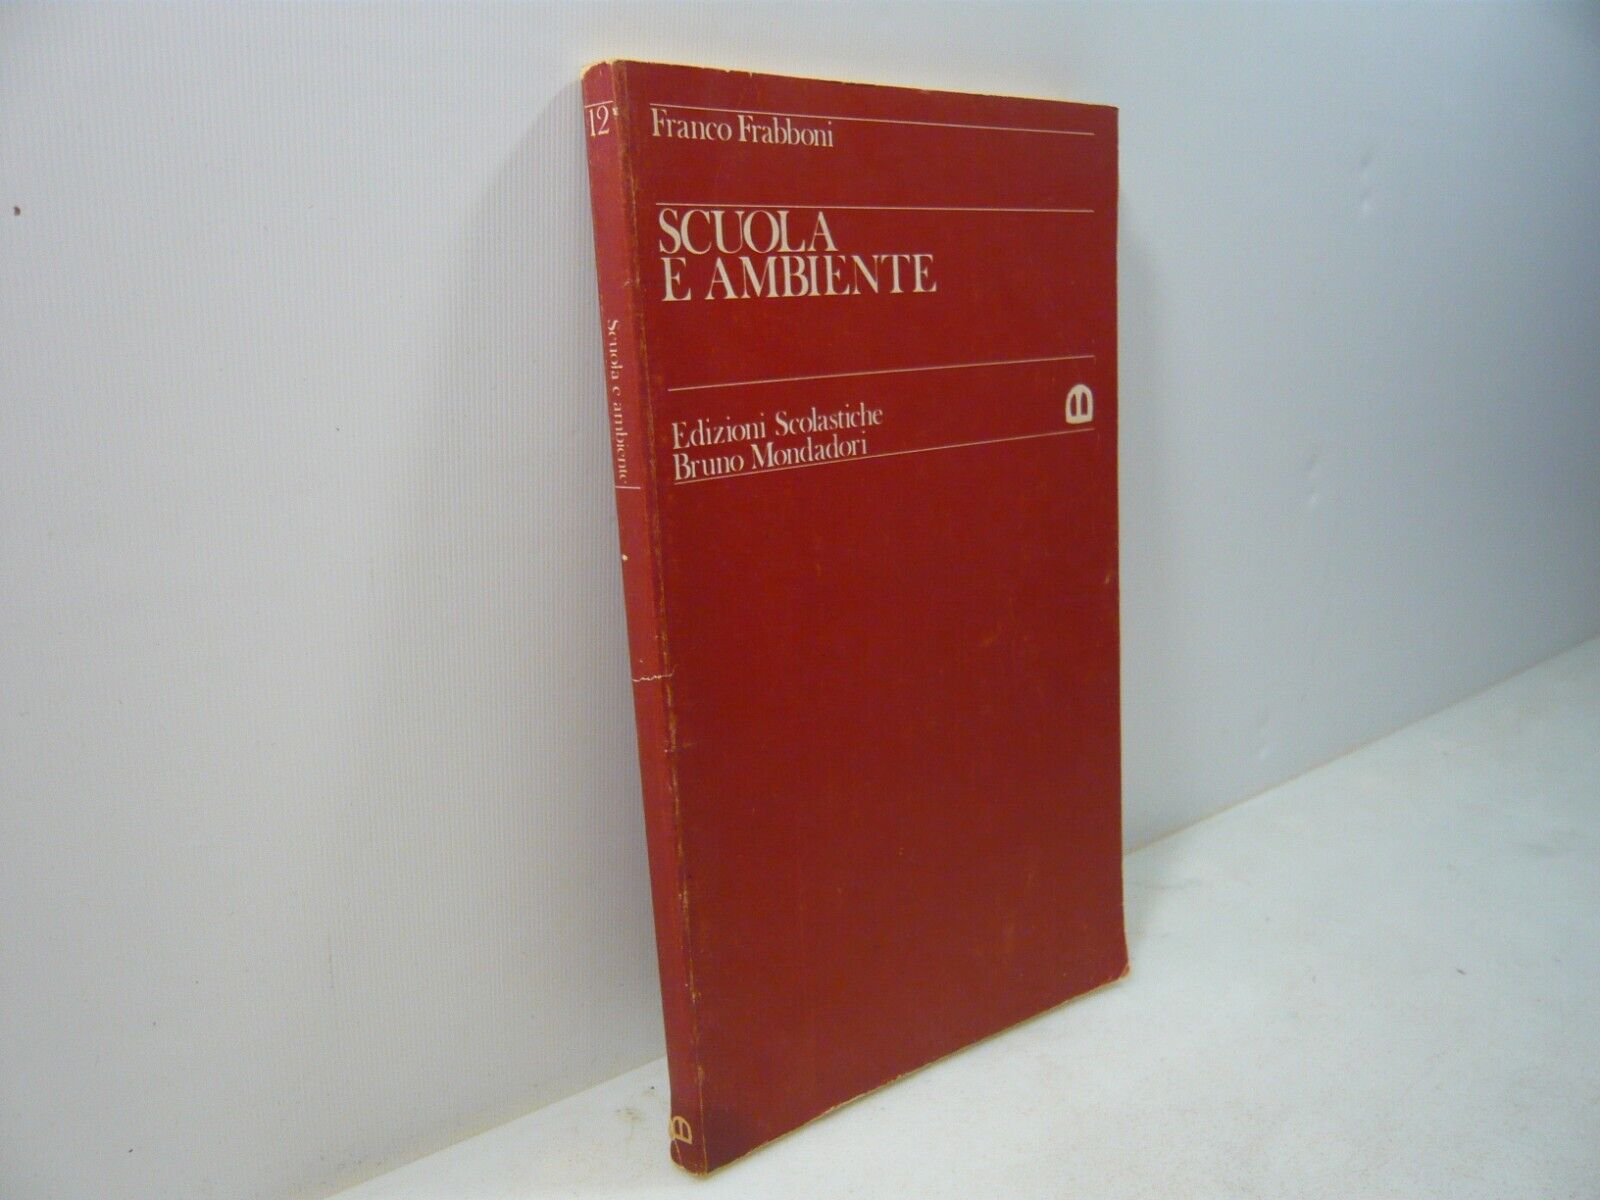 12
Scuola e ambiente
Franco Frabboni
SCUOLA
E AMBIENTE
Edizioni Scolastiche
Bruno Mondadori
B
B